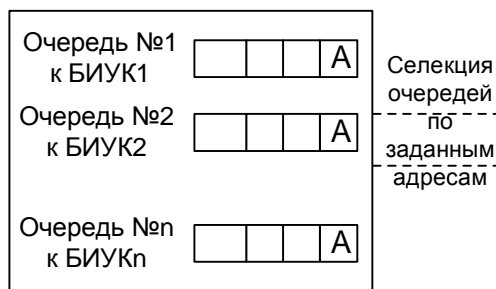 Очередь №1
к БИУК1
А
Очередь №2
к БИУК2
А
Очередь №n
к БИУКn
А
Селекция
очередей
по
заданным
адресам